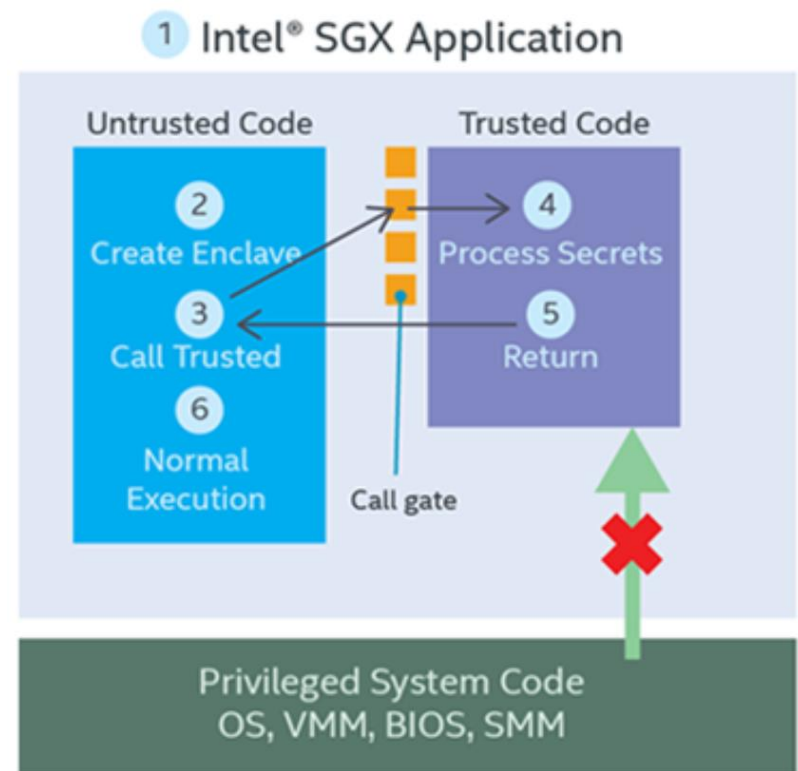 1 Intel® SGX Application
Untrusted Code
Trusted Code
2
Create Enclave
3
Call Trusted
6
Normal
Execution
Call gate
4
Process Secrets
5
Return
Privileged System Code
OS, VMM, BIOS, SMM